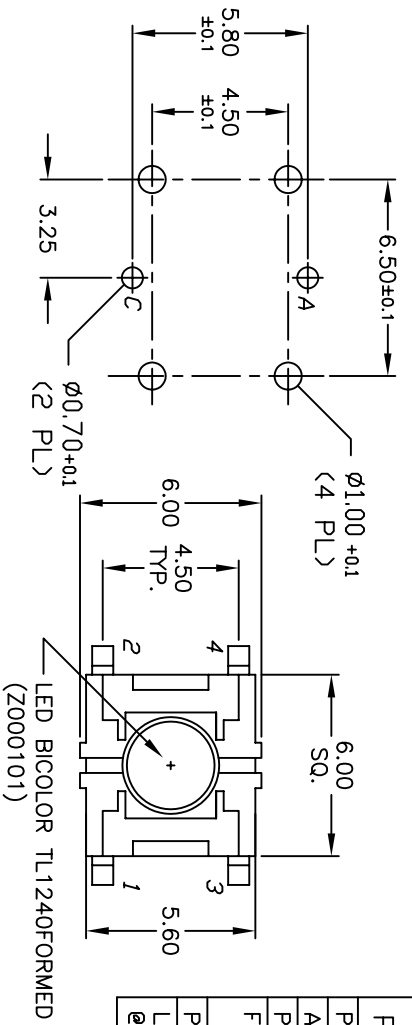 5.80
±0.1
4.50
±0.1
6.50±0.1
3.25
A
C
Ø1.00 +0.1
(4 PL)
Ø0.70+0.1
(2 PL)
6.00
4.50
TYP.
6.00
SQ.
5.60
2
4
1
3
LED BICOLOR TL1240FORMED
(Z000101)
F
P
A
P
F
P
L
@